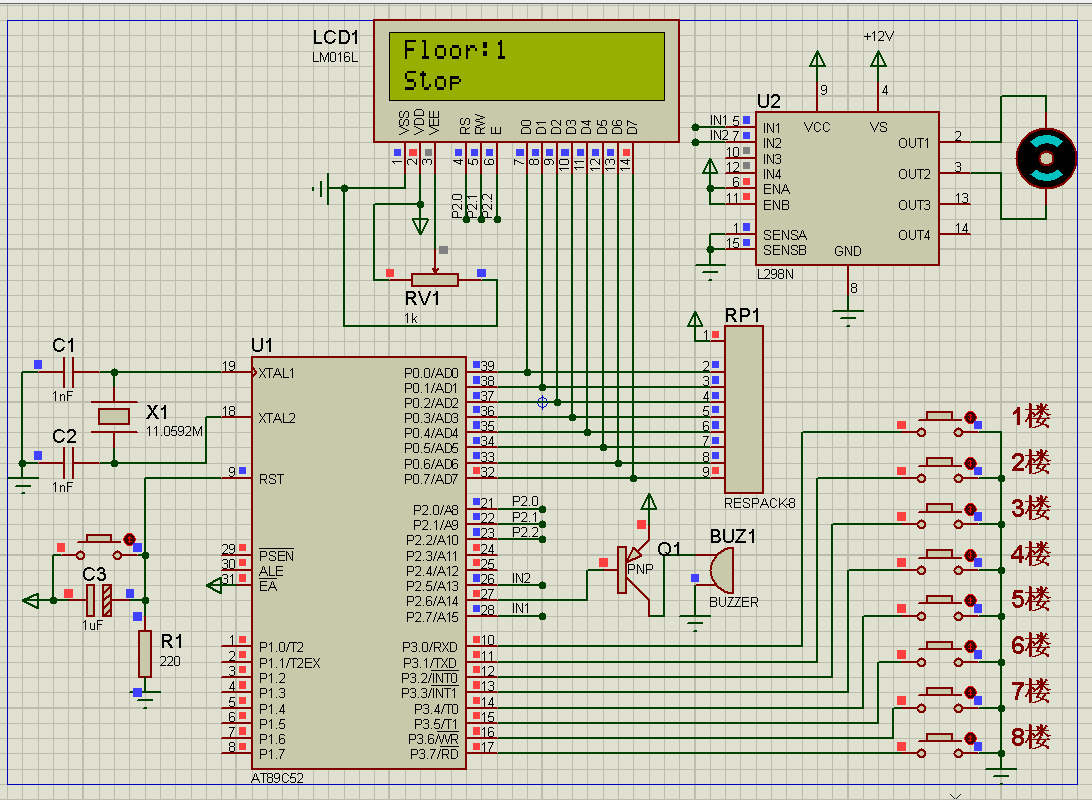 LCD1
LM016L
Floor:1
Stop
VSS
VDD
VEE
RS
RW
E
D0
D1
D2
D3
D4
D5
D6
D7
1
2
3
4
5
6
7
8
9
10
11
12
13
14
P2.0
P2.1
P2.2
RV1
1k
+12V
U2
9
4
IN1 5 IN1
IN2 7 IN2
10 IN3
12 IN4
6 ENA
11 ENB
1 SENSA
15 SENSB
VCC
VS
GND
8
OUT1 2
OUT2 3
OUT3 13
OUT4 14
L298N
RP1
1
2
3
4
5
6
7
8
9
RESPACK-8
C1
1nF
C2
1nF
X1
11.0592M
C3
1uF
R1
220
U1
19 XTAL1
18 XTAL2
9 RST
29 PSEN
30 ALE
31 EA
1 P1.0/T2
2 P1.1/T2EX
3 P1.2
4 P1.3
5 P1.4
6 P1.5
7 P1.6
8 P1.7
P0.0/AD0 39
P0.1/AD1 38
P0.2/AD2 37
P0.3/AD3 36
P0.4/AD4 35
P0.5/AD5 34
P0.6/AD6 33
P0.7/AD7 32
P2.0/A8 21 P2.0
P2.1/A9 22 P2.1
P2.2/A10 23 P2.2
P2.3/A11 24
P2.4/A12 25
P2.5/A13 26 IN2
P2.6/A14 27
P2.7/A15 28 IN1
P3.0/RXD 10
P3.1/TXD 11
P3.2/INT0 12
P3.3/INT1 13
P3.4/T0 14
P3.5/T1 15
P3.6/WR 16
P3.7/RD 17
AT89C52
Q1
PNP
BUZ1
BUZZER
1楼
2楼
3楼
4楼
5楼
6楼
7楼
8楼